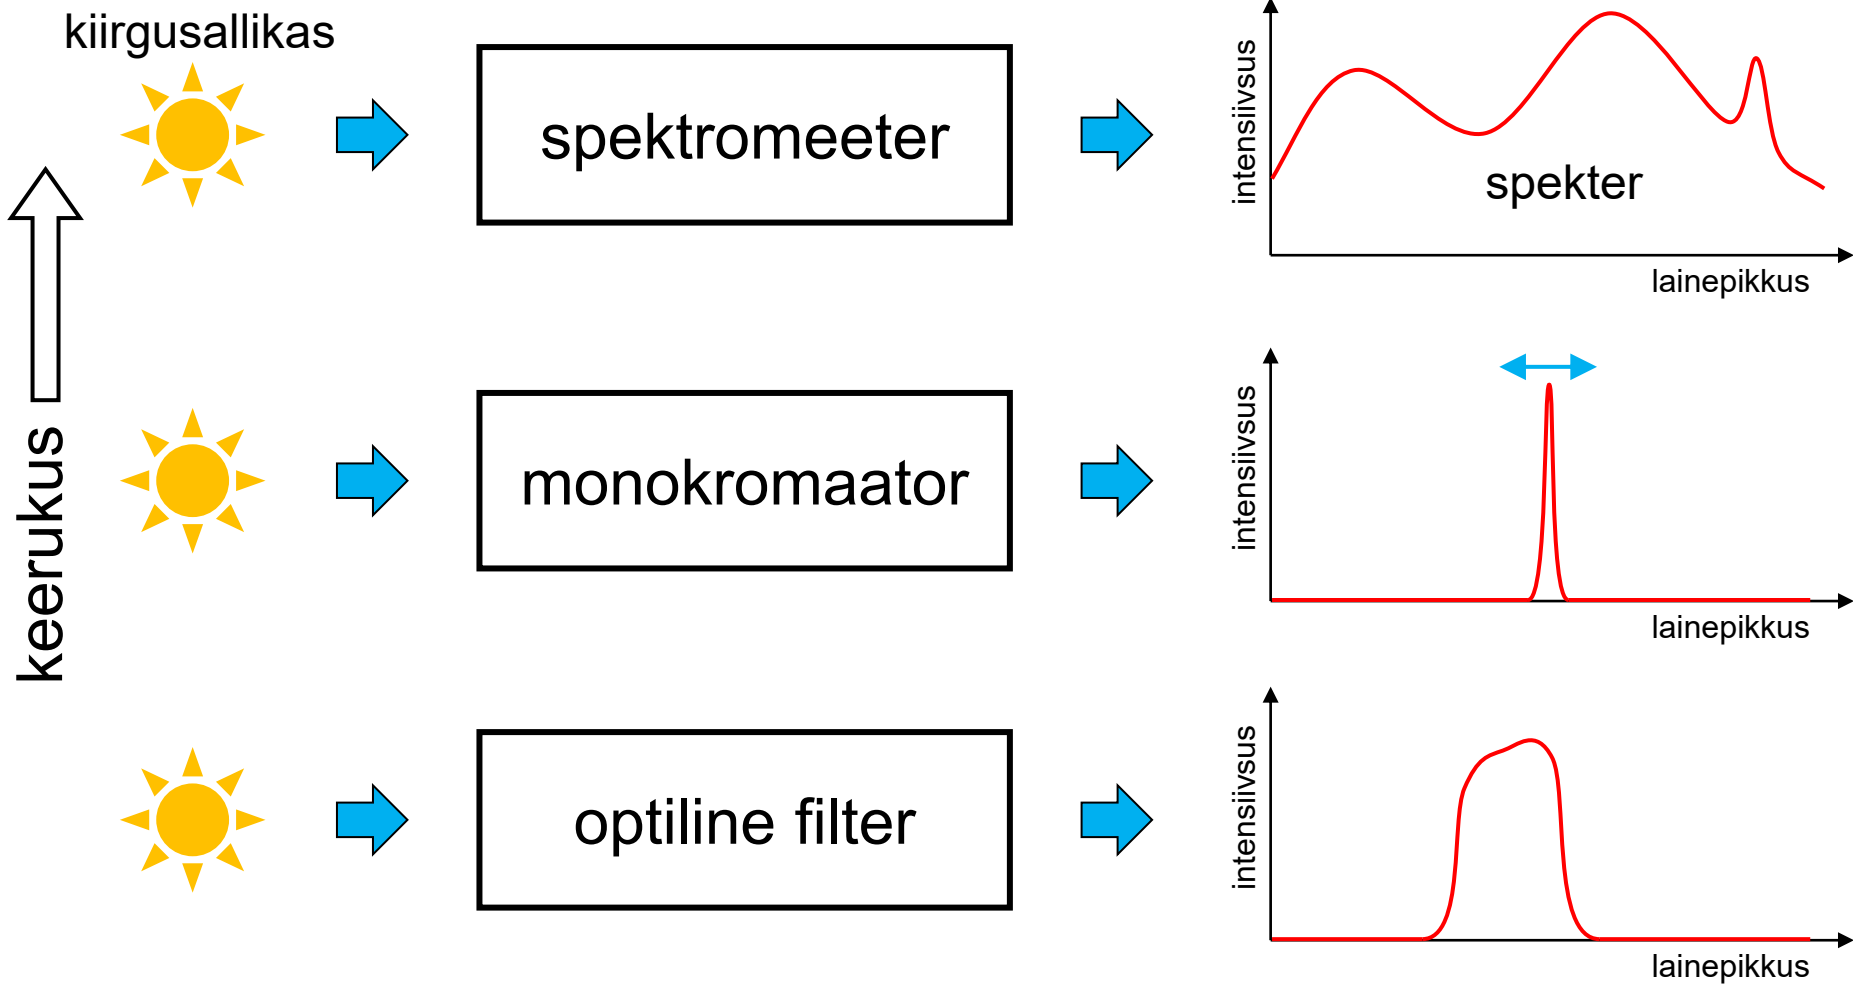 kiirgusallikas
spektromeeter
intensiivsus
spekter
lainepikkus
keerukus
monokromaator
intensiivsus
lainepikkus
optiline filter
intensiivsus
lainepikkus